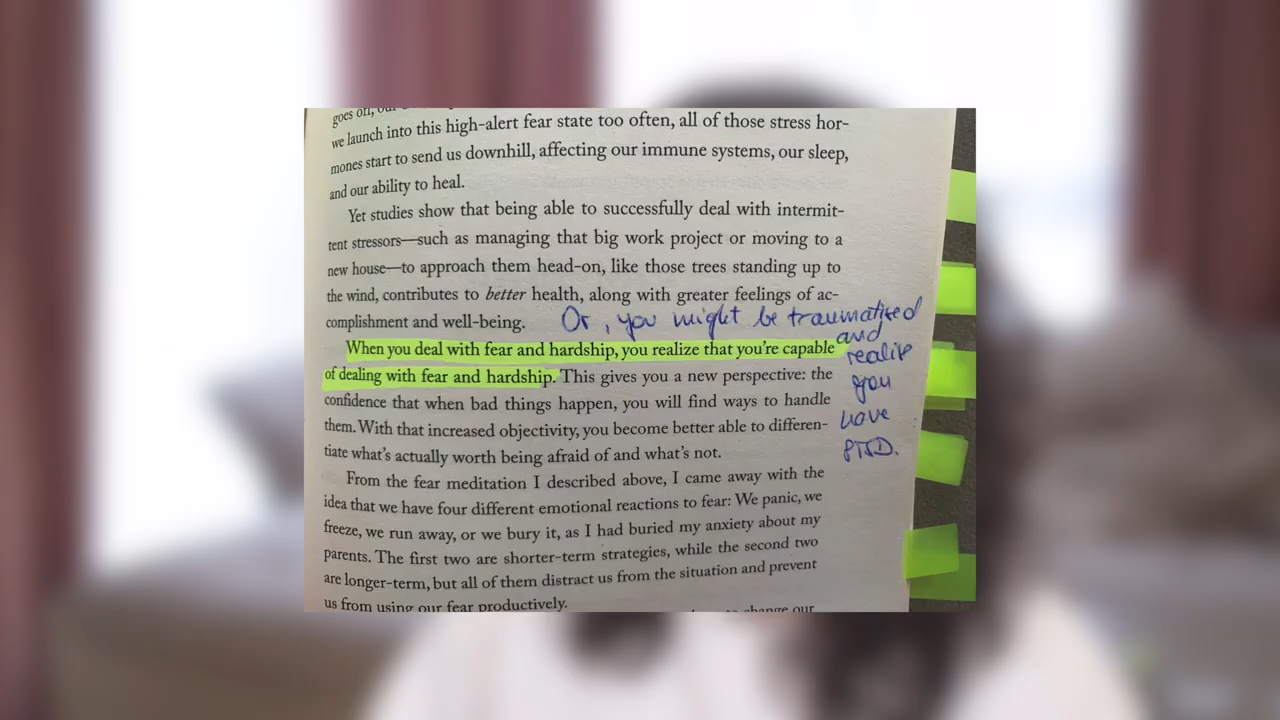 goes on, our
we launch into this high-alert fear state too often, all of those stress hor-
mones start to send us downhill, affecting our immune systems, our sleep,
and our ability to heal.
Yet studies show that being able to successfully deal with intermit-
tent stressors—such as managing that big work project or moving to a
new house—to approach them head-on, like those trees standing up to
the wind, contributes to better health, along with greater feelings of ac-
complishment and well-being.
Or, you might be traumatised
and
realise
you
have
PTSD.
When you deal with fear and hardship, you realize that you're capable
of dealing with fear and hardship. This gives you a new perspective: the
confidence that when bad things happen, you will find ways to handle
them. With that increased objectivity, you become better able to differen-
tiate what's actually worth being afraid of and what's not.
From the fear meditation I described above, I came away with the
idea that we have four different emotional reactions to fear: We panic, we
freeze, we run away, or we bury it, as I had buried my anxiety about my
parents. The first two are shorter-term strategies, while the second two
are longer-term, but all of them distract us from the situation and prevent
us from using our fear productively.
change our